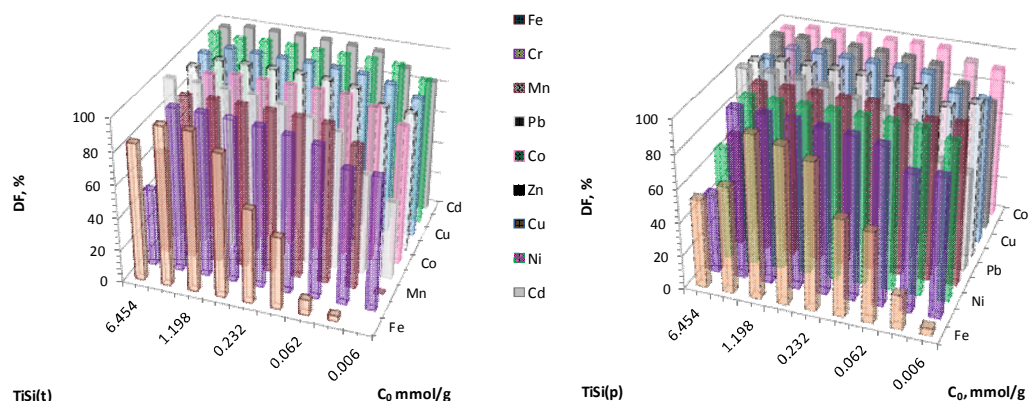 DF, %
100
80
60
40
20
0
6.454
1.198
0.232
0.062
0.006
Cd
Cu
Co
Mn
Fe
TiSi(t)
C₀ mmol/g
Fe
Cr
Mn
Pb
Co
Zn
Cu
Ni
Cd
DF, %
100
80
60
40
20
0
6.454
1.198
0.232
0.062
0.006
Co
Cu
Pb
Ni
Fe
TiSi(p)
C₀, mmol/g